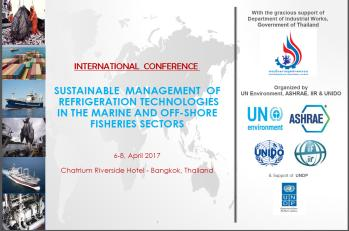 INTERNATIONAL CONFERENCE
SUSTAINABLE MANAGEMENT OF
REFRIGERATION TECHNOLOGIES
IN THE MARINE AND OFF-SHORE
FISHERIES SECTORS
6-8, April 2017
Chatrium Riverside Hotel - Bangkok, Thailand
With the gracious support of
Department of Industrial Works,
Government of Thailand
Organized by
UN Environment, ASHRAE, IIR & UNIDO
UN
environment
ASHRAE
UNIDO
iir
& Support of UNDP
UN
DP